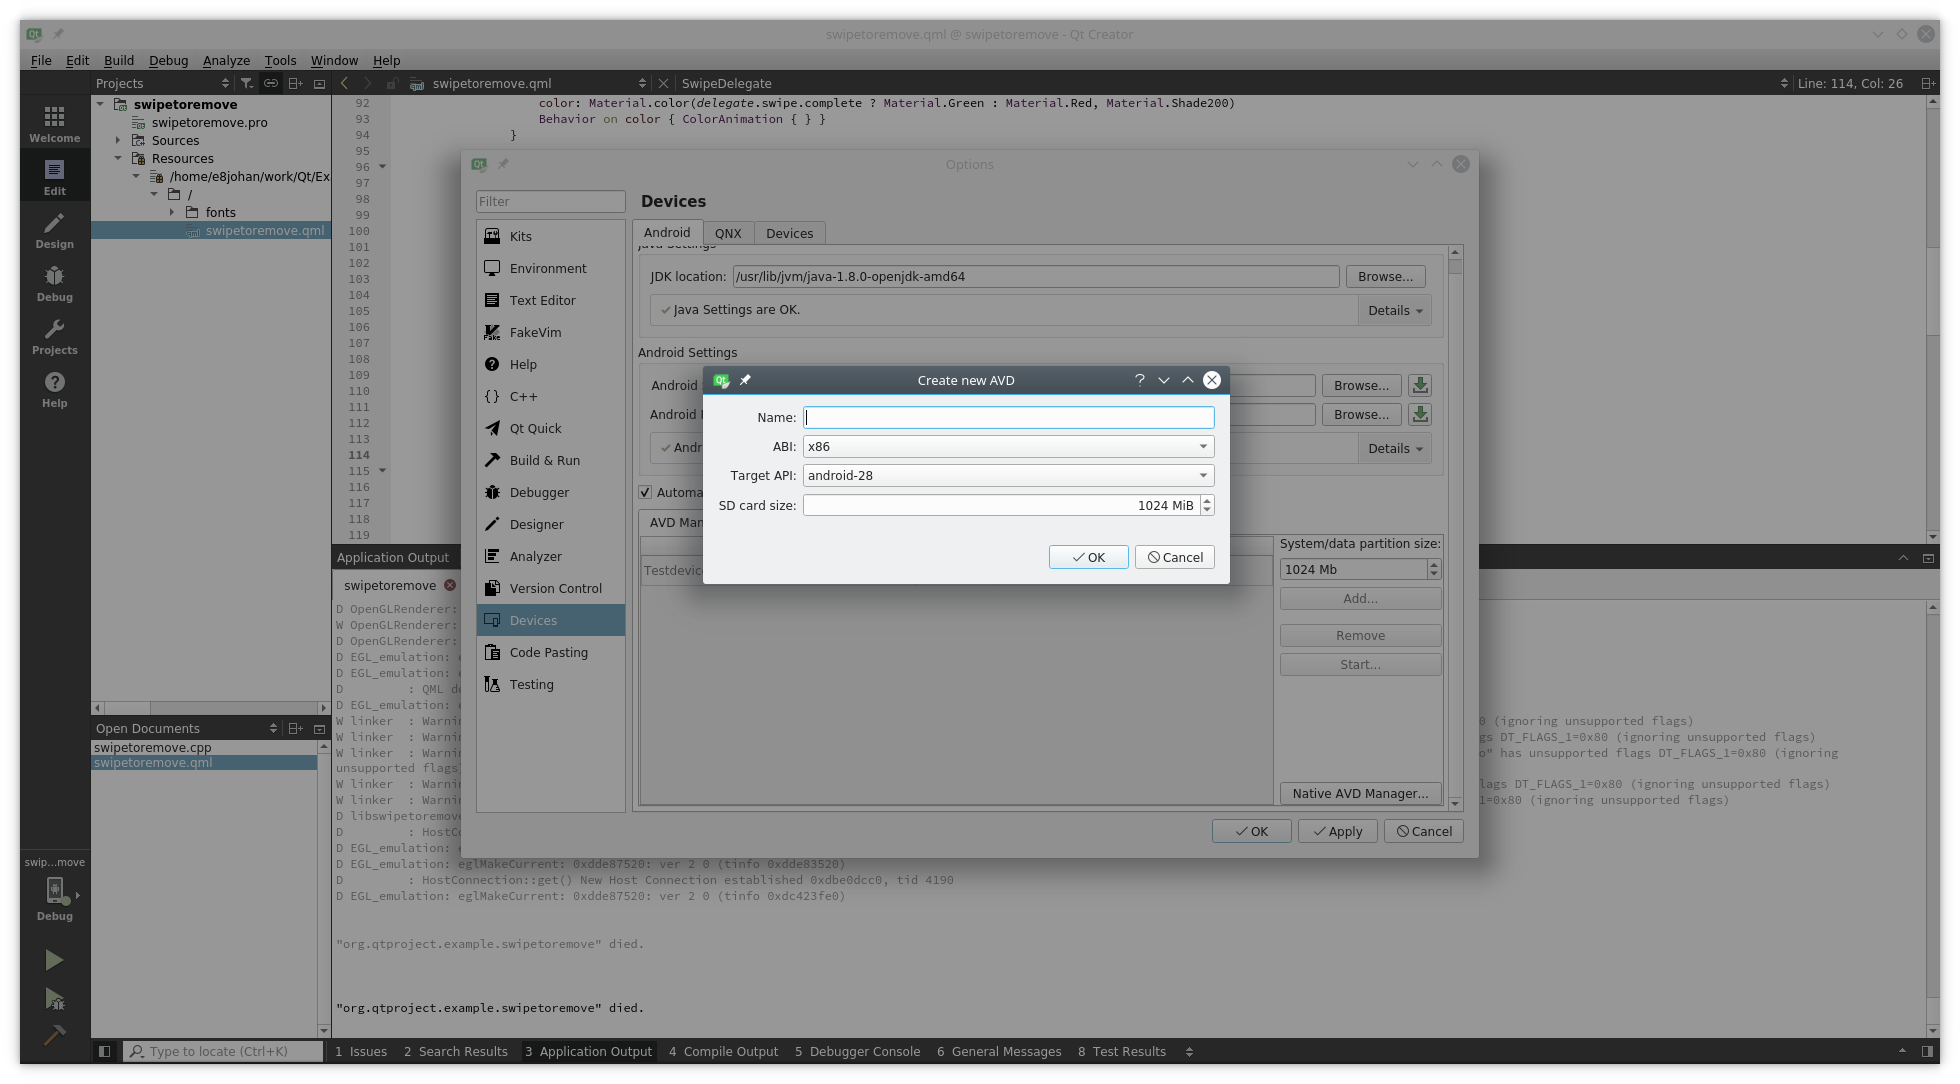 swipetoremove.qml @ swipetoremove - Qt Creator
File Edit Build Debug Analyze Tools Window Help
Projects
swipetoremove.qml
SwipeDelegate
Line: 114, Col: 26
Welcome
Edit
Design
Debug
Projects
Help
swipetoremove
swipetoremove.pro
Sources
Resources
/home/e8johan/work/Qt/Ex
/
fonts
swipetoremove.qml
92 color: Material.color(delegate.swipe.complete ? Material.Green : Material.Red, Material.Shade200)
93 Behavior on color { ColorAnimation { } }
94 }
95
96
97
98
99
100
101
102
103
104
105
106
107
108
109
110
111
112
113
114
115
116
117
118
119
Options
Filter
Kits
Environment
Text Editor
FakeVim
Help
C++
Qt Quick
Build & Run
Debugger
Designer
Analyzer
Version Control
Devices
Code Pasting
Testing
Devices
Android QNX Devices
Java Settings
JDK location: /usr/lib/jvm/java-1.8.0-openjdk-amd64 Browse...
Java Settings are OK. Details
Android Settings
Android Browse...
Android Browse...
Andr Details
Automa
AVD Man
Testdevic
System/data partition size:
1024 Mb
Add...
Remove
Start...
Native AVD Manager...
OK Apply Cancel
Create new AVD
Name:
ABI: x86
Target API: android-28
SD card size: 1024 MiB
OK Cancel
Open Documents
swipetoremove.cpp
swipetoremove.qml
Application Output
swipetoremove
D OpenGLRenderer:
W OpenGLRenderer:
D OpenGLRenderer:
D EGL_emulation:
D EGL_emulation:
D : QML d
D EGL_emulation:
W linker : Warnin 0 (ignoring unsupported flags)
W linker : Warnin gs DT_FLAGS_1=0x80 (ignoring unsupported flags)
W linker : Warnin o" has unsupported flags DT_FLAGS_1=0x80 (ignoring
unsupported flags)
W linker : Warnin lags DT_FLAGS_1=0x80 (ignoring unsupported flags)
W linker : Warnin 1=0x80 (ignoring unsupported flags)
D libswipetoremove
D : HostCo
D EGL_emulation:
D EGL_emulation: eglMakeCurrent: 0xdde87520: ver 2 0 (tinfo 0xdde83520)
D : HostConnection::get() New Host Connection established 0xdbe0dcc0, tid 4190
D EGL_emulation: eglMakeCurrent: 0xdde87520: ver 2 0 (tinfo 0xdc423fe0)
"org.qtproject.example.swipetoremove" died.
"org.qtproject.example.swipetoremove" died.
swip...move
Debug
Type to locate (Ctrl+K)
1 Issues 2 Search Results 3 Application Output 4 Compile Output 5 Debugger Console 6 General Messages 8 Test Results